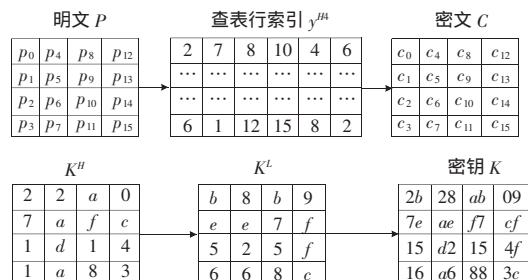 明文 P 查表行索引 y^H4 密文 C
p0 p4 p8 p12 2 7 8 10 4 6 c0 c4 c8 c12
p1 p5 p9 p13 … … … … … … c1 c5 c9 c13
p2 p6 p10 p14 … … … … … … c2 c6 c10 c14
p3 p7 p11 p15 6 1 12 15 8 2 c3 c7 c11 c15
K^H K^L 密钥 K
2 2 a 0 b 8 b 9 2b 28 ab 09
7 a f c e e 7 f 7e ae f7 cf
1 d 1 4 5 2 5 f 15 d2 15 4f
1 a 8 3 6 6 8 c 16 a6 88 3c